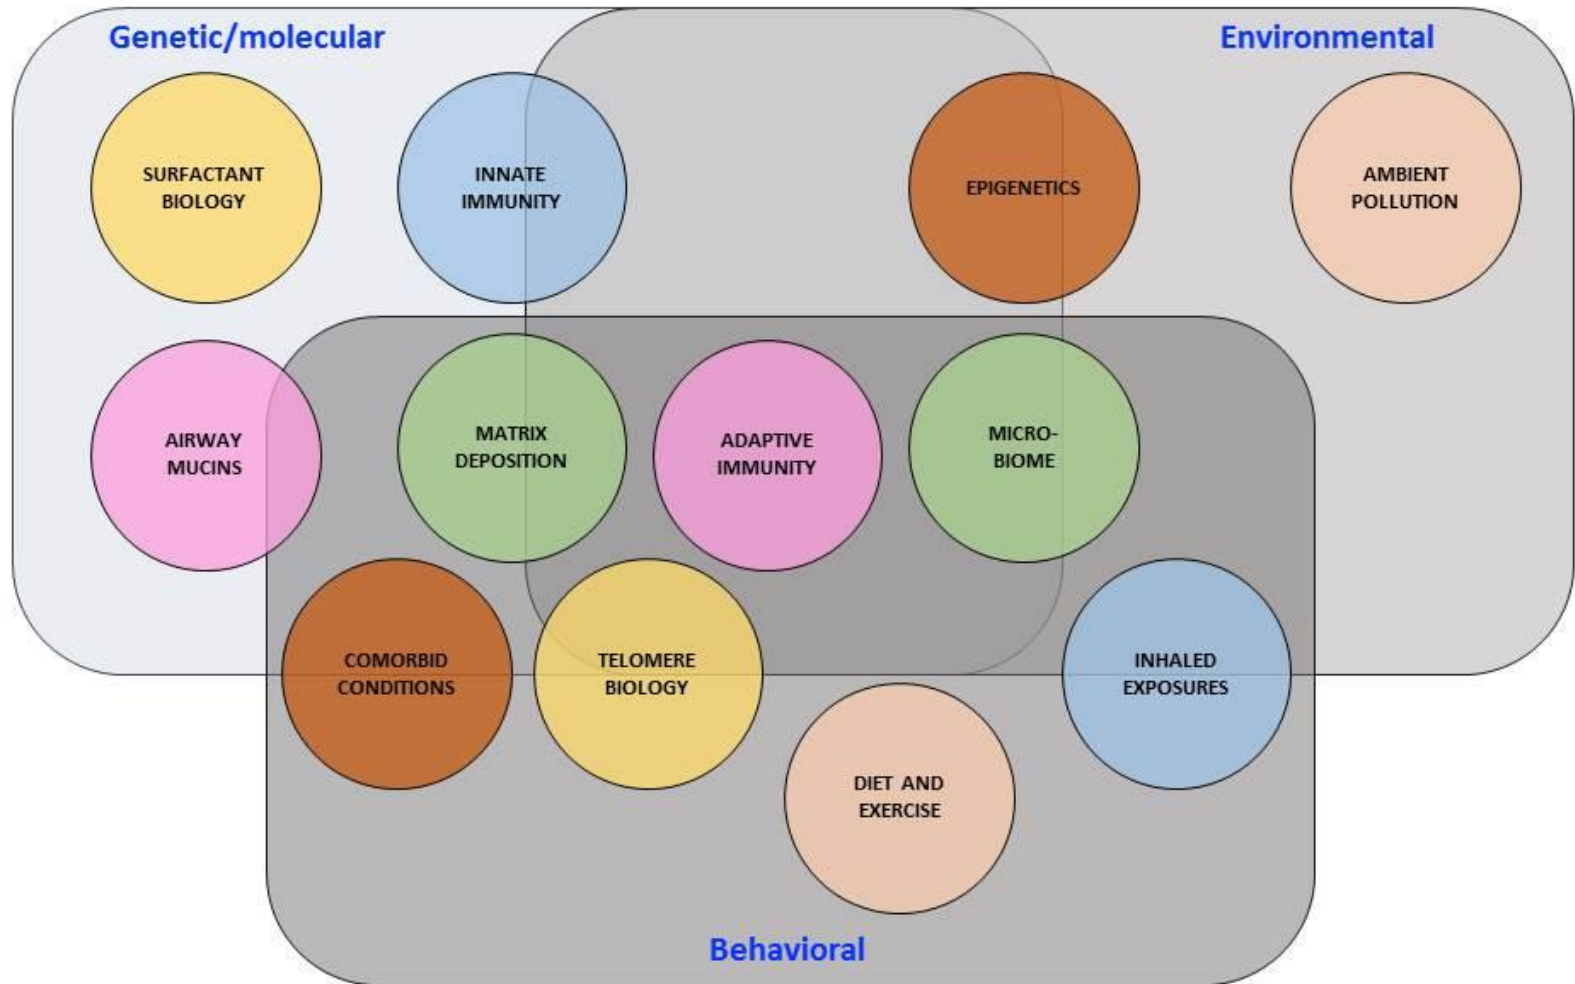 Genetic/molecular
Environmental
SURFACTANT
BIOLOGY
INNATE
IMMUNITY
EPIGENETICS
AMBIENT
POLLUTION
AIRWAY
MUCINS
MATRIX
DEPOSITION
ADAPTIVE
IMMUNITY
MICRO-
BIOME
COMORBID
CONDITIONS
TELOMERE
BIOLOGY
INHALED
EXPOSURES
DIET AND
EXERCISE
Behavioral